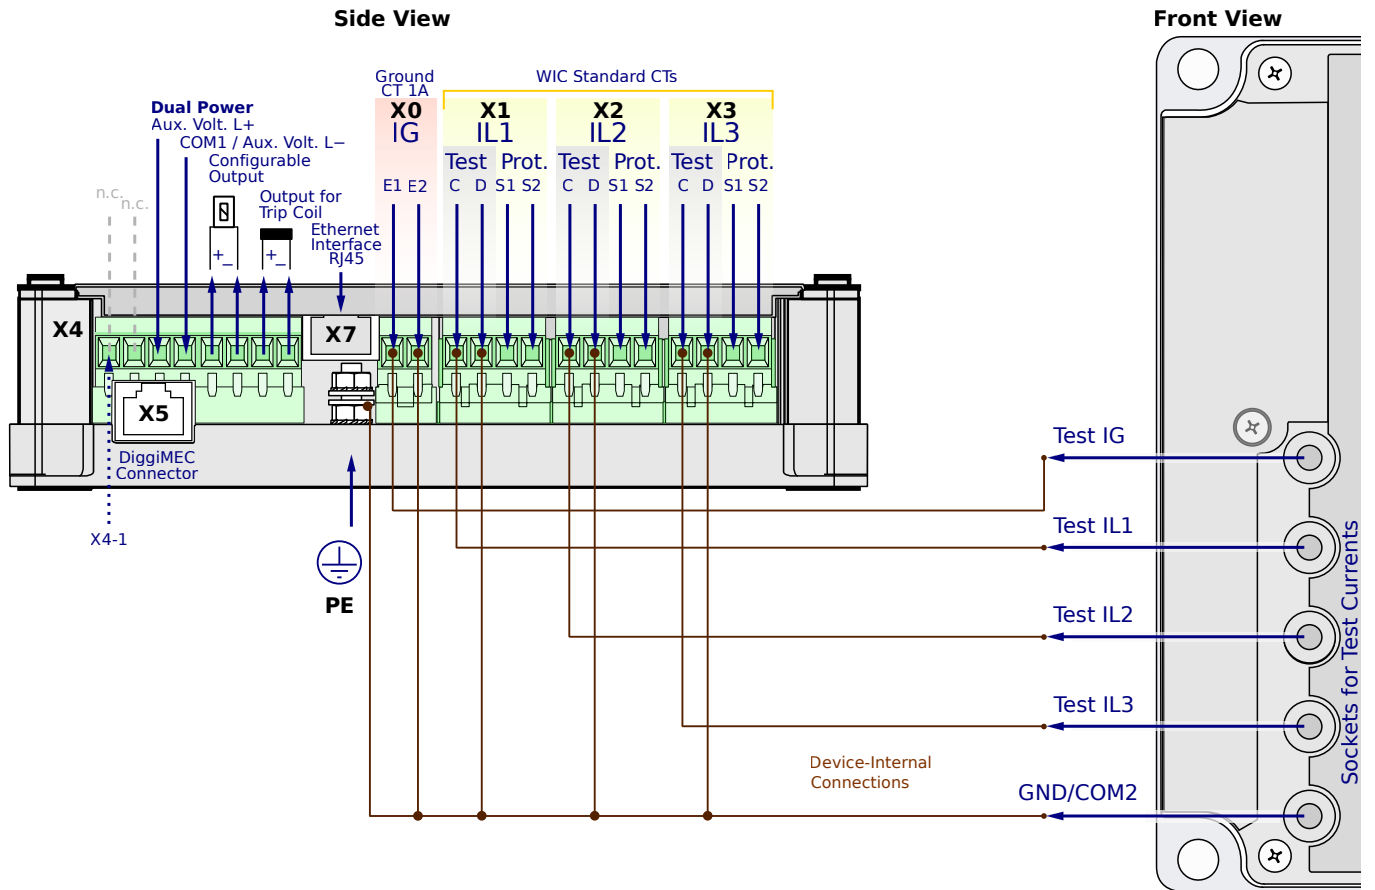 Side View
Front View
Ground
CT 1A
WIC Standard CTs
Dual Power
Aux. Volt. L+
COM1 / Aux. Volt. L−
Configurable
Output
Output for
Trip Coil
Ethernet
Interface
RJ45
n.c.
n.c.
X0
IG
E1 E2
X1
IL1
Test Prot.
C D S1 S2
X2
IL2
Test Prot.
C D S1 S2
X3
IL3
Test Prot.
C D S1 S2
+ −
+ −
X4
X7
X5
DiggiMEC
Connector
X4-1
PE
Test IG
Test IL1
Test IL2
Test IL3
Device-Internal
Connections
GND/COM2
Sockets for Test Currents